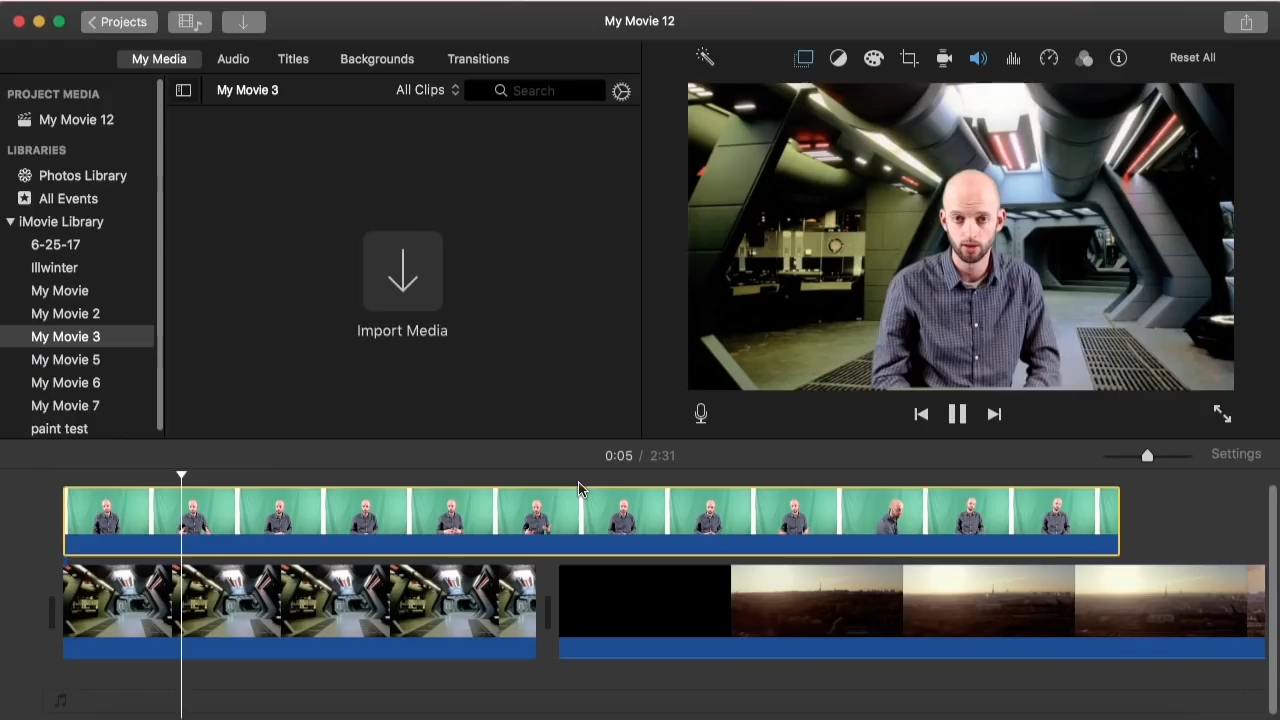 Projects
My Movie 12
My Media
Audio
Titles
Backgrounds
Transitions
Reset All
PROJECT MEDIA
My Movie 3
All Clips
Search
My Movie 12
LIBRARIES
Photos Library
All Events
iMovie Library
6-25-17
Illwinter
My Movie
My Movie 2
My Movie 3
My Movie 5
My Movie 6
My Movie 7
paint test
Import Media
0:05 / 2:31
Settings